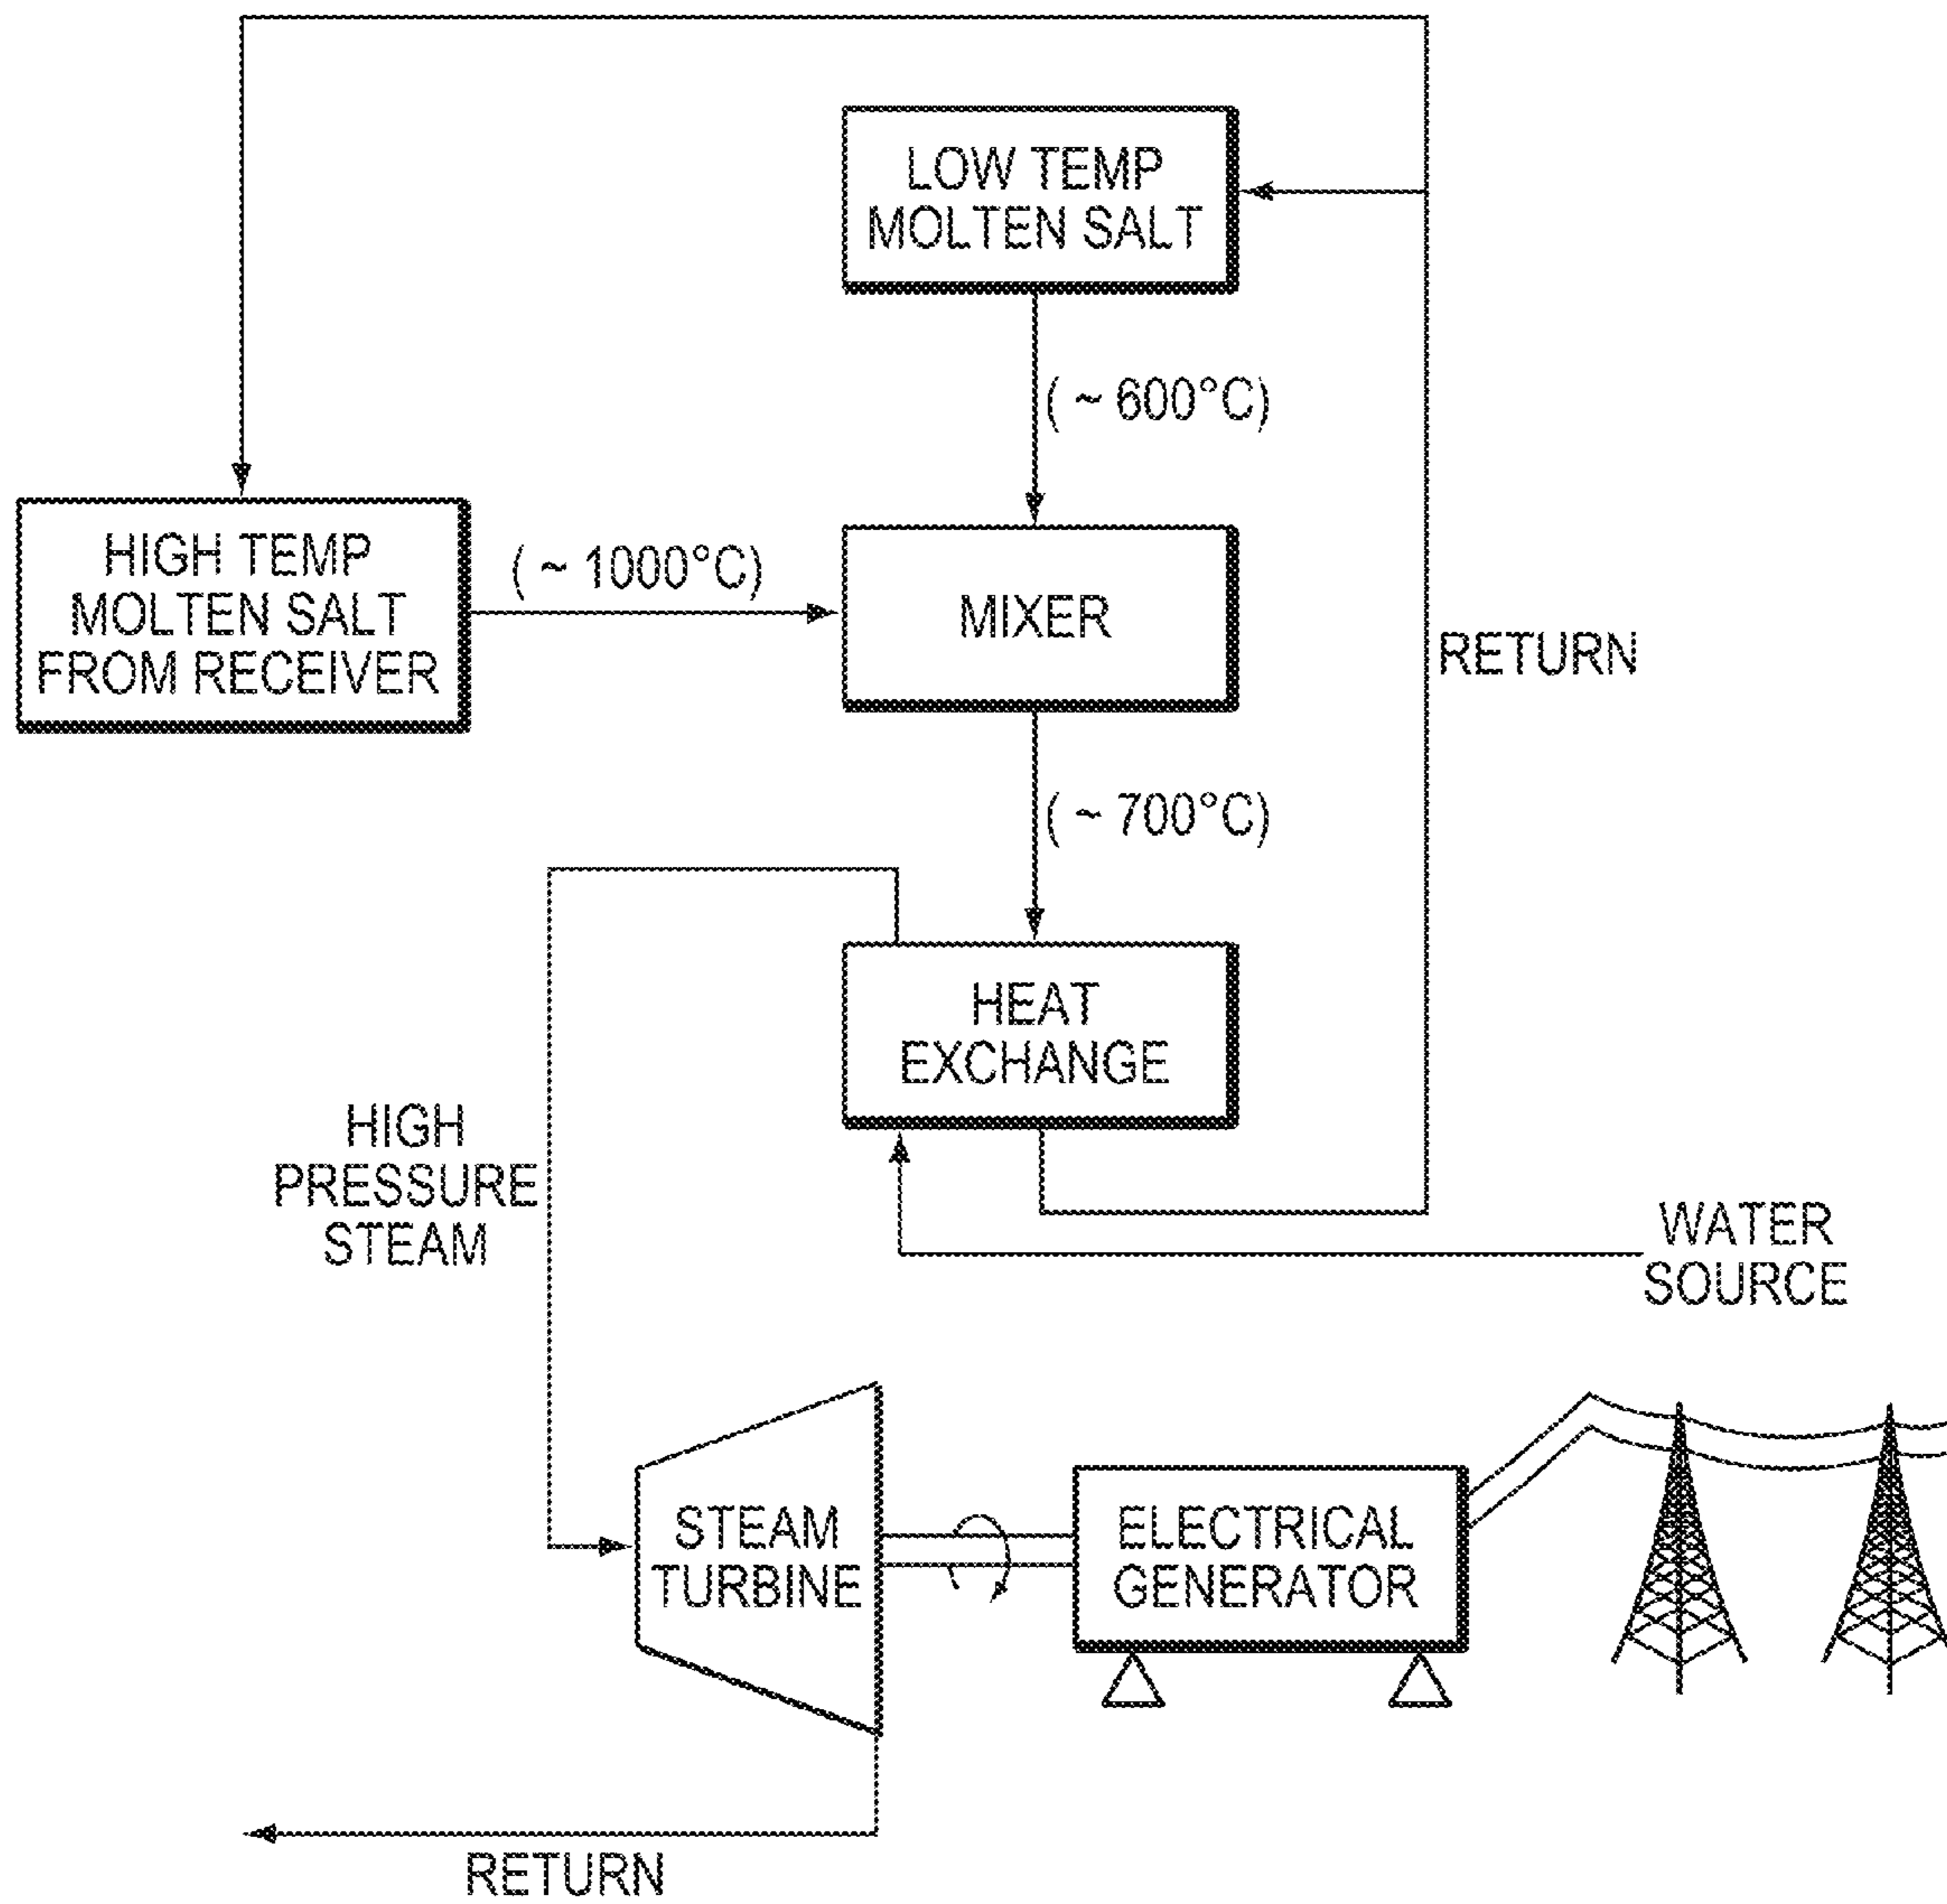 LOW TEMP
MOLTEN SALT
( ~ 600°C)
HIGH TEMP
MOLTEN SALT
FROM RECEIVER
( ~ 1000°C)
MIXER
RETURN
( ~ 700°C)
HEAT
EXCHANGE
HIGH
PRESSURE
STEAM
WATER
SOURCE
STEAM
TURBINE
ELECTRICAL
GENERATOR
RETURN